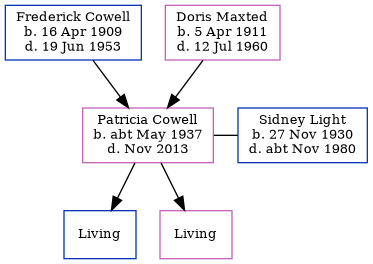 Frederick Cowell
b. 16 Apr 1909
d. 19 Jun 1953
Doris Maxted
b. 5 Apr 1911
d. 12 Jul 1960
Patricia Cowell
b. abt May 1937
d. Nov 2013
Sidney Light
b. 27 Nov 1930
d. abt Nov 1980
Living
Living